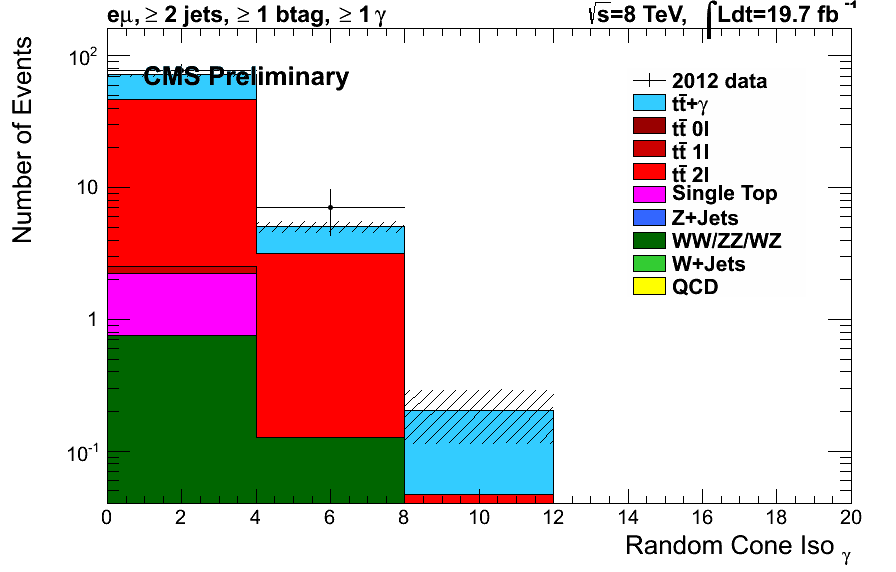 eμ, ≥ 2 jets, ≥ 1 btag, ≥ 1 γ
√s=8 TeV, ∫Ldt=19.7 fb⁻¹
CMS Preliminary
Number of Events
10²
10
1
10⁻¹
2012 data
tt̄+γ
tt̄ 0l
tt̄ 1l
tt̄ 2l
Single Top
Z+Jets
WW/ZZ/WZ
W+Jets
QCD
0 2 4 6 8 10 12 14 16 18 20
Random Cone Iso γ